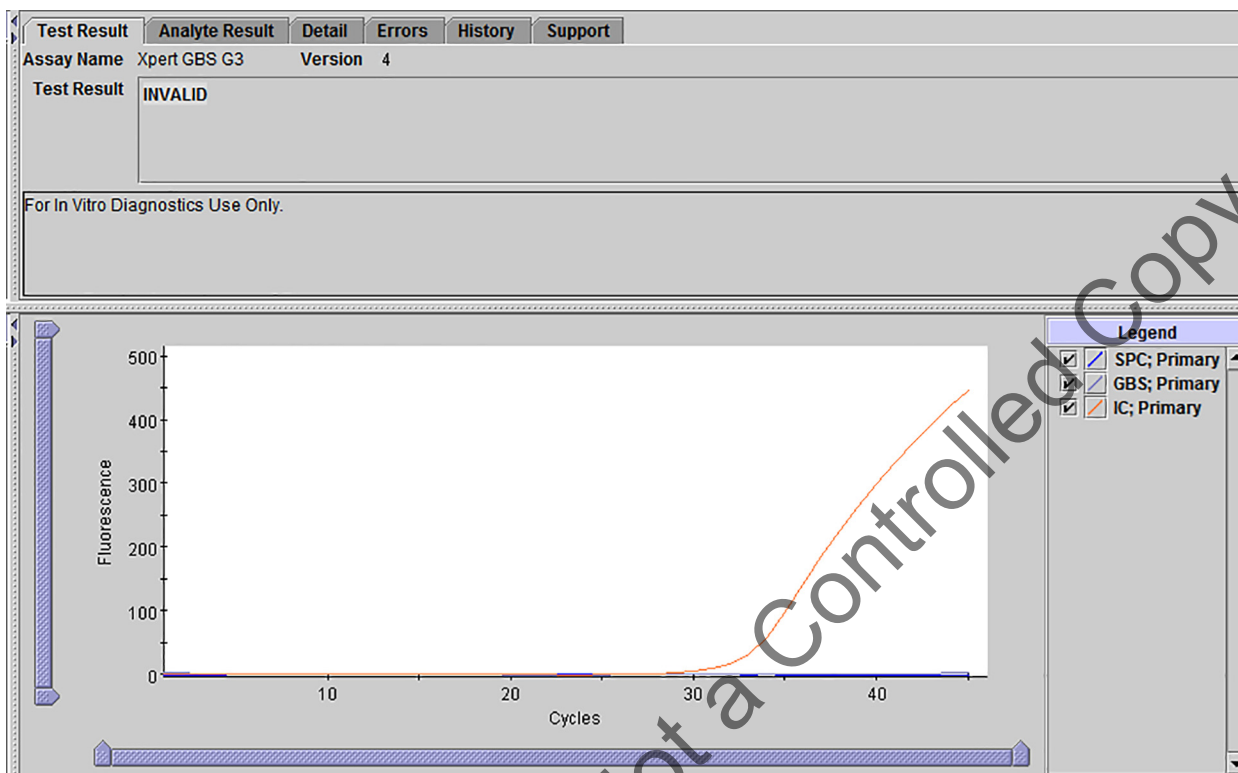 Test Result Analyte Result Detail Errors History Support
Assay Name Xpert GBS G3 Version 4
Test Result INVALID
For In Vitro Diagnostics Use Only.
Legend
SPC; Primary
GBS; Primary
IC; Primary
500
400
300
200
100
0
Fluorescence
10 20 30 40
Cycles
ot a Controlled Copy